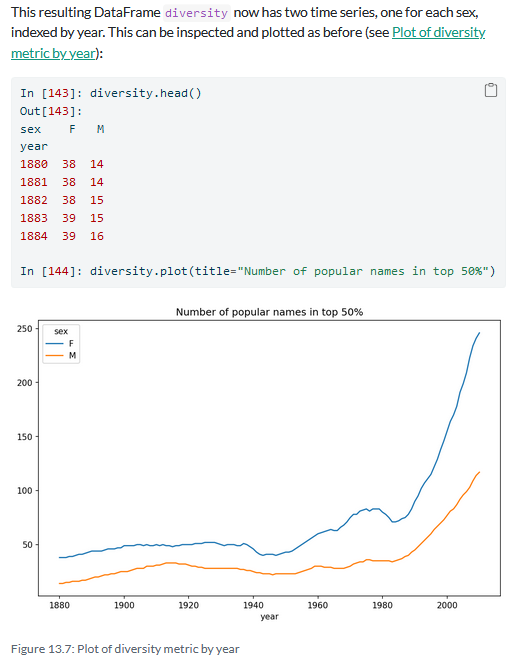 This resulting DataFrame diversity now has two time series, one for each sex,
indexed by year. This can be inspected and plotted as before (see Plot of diversity
metric by year):
In [143]: diversity.head()
Out[143]:
sex F M
year
1880 38 14
1881 38 14
1882 38 15
1883 39 15
1884 39 16
In [144]: diversity.plot(title="Number of popular names in top 50%")
Number of popular names in top 50%
sex
F
M
250
200
150
100
50
1880 1900 1920 1940 1960 1980 2000
year
Figure 13.7: Plot of diversity metric by year